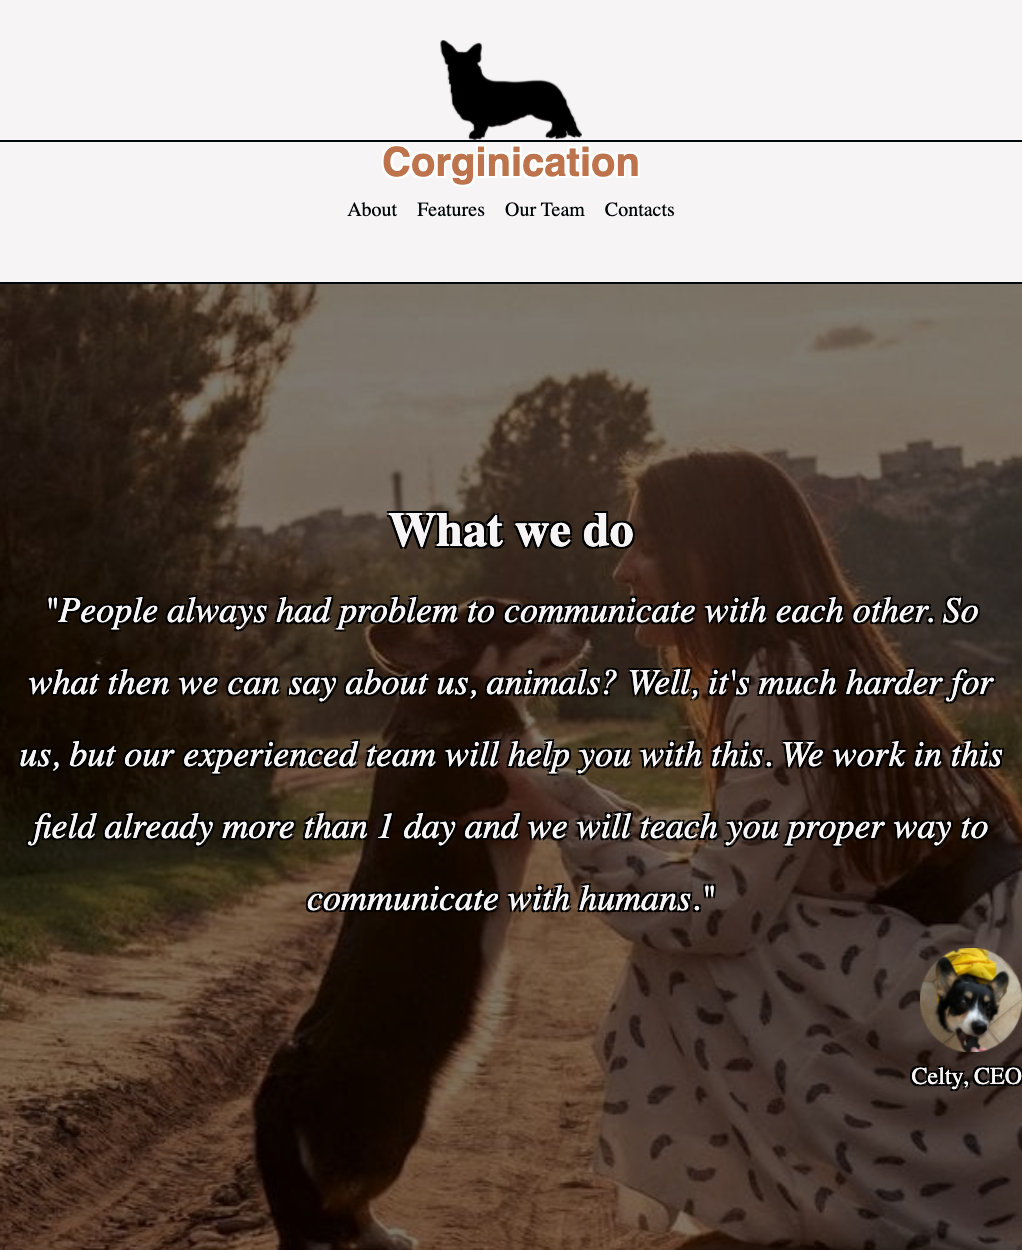 Corginication
About Features Our Team Contacts
What we do
"People always had problem to communicate with each other. So
what then we can say about us, animals? Well, it's much harder for
us, but our experienced team will help you with this. We work in this
field already more than 1 day and we will teach you proper way to
communicate with humans."
Celty, CEO